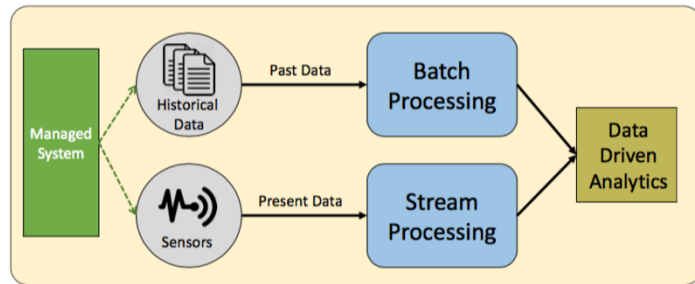 Managed
System
Historical
Data
Past Data
Batch
Processing
Sensors
Present Data
Stream
Processing
Data
Driven
Analytics